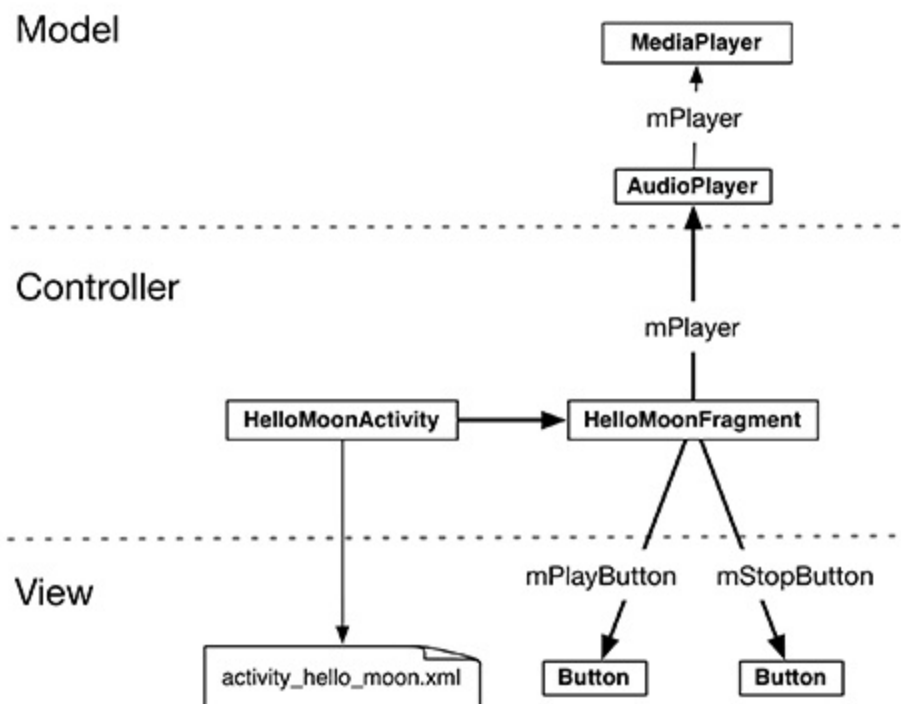 Model
MediaPlayer
mPlayer
AudioPlayer
Controller
mPlayer
HelloMoonActivity
HelloMoonFragment
View
mPlayButton
mStopButton
activity_hello_moon.xml
Button
Button